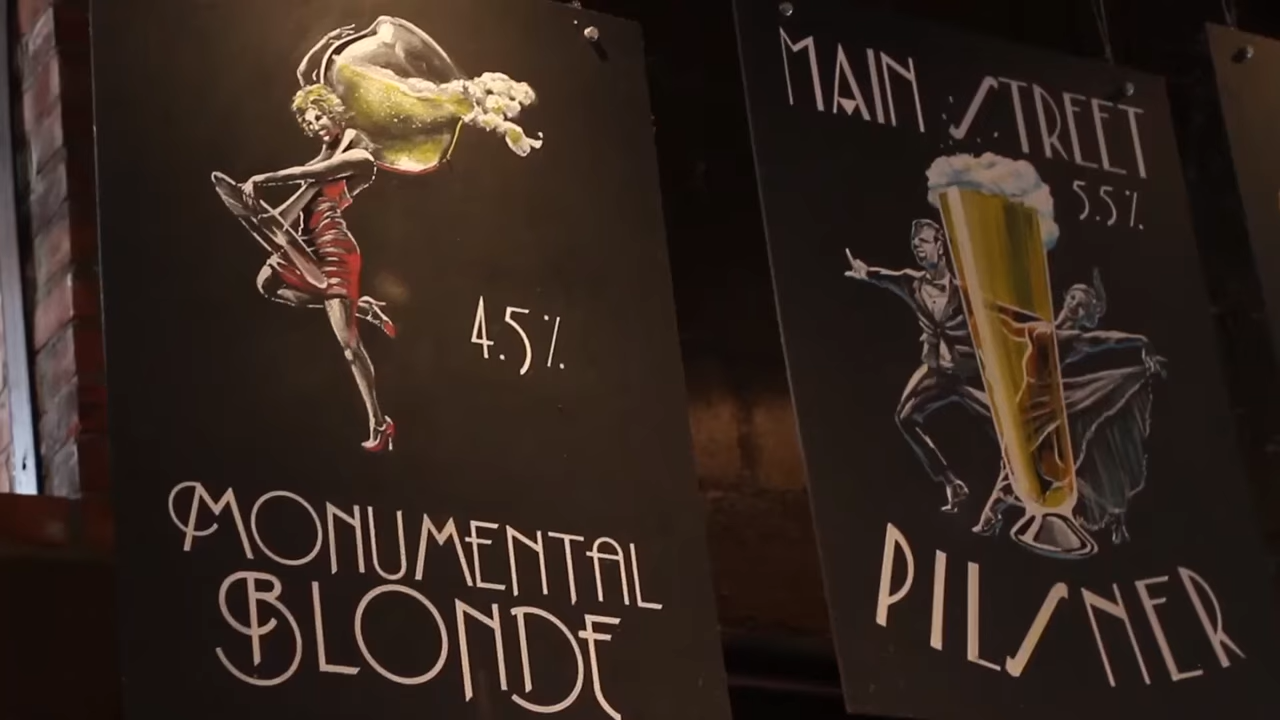 4.5%
MONUMENTAL
BLONDE
MAIN STREET
5.5%
PILSNER